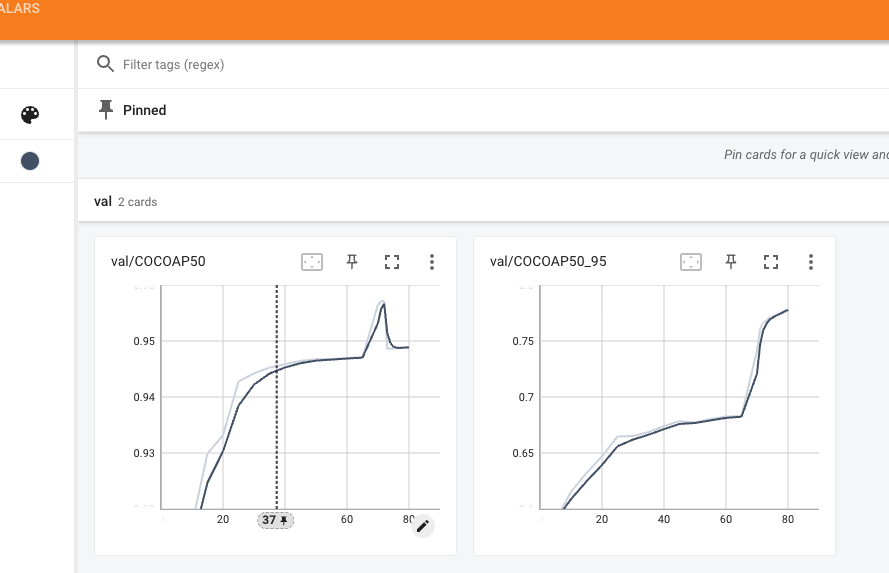 ALARS
Filter tags (regex)
Pinned
Pin cards for a quick view and
val 2 cards
val/COCOAP50
0.95
0.94
0.93
20
37
60
80
val/COCOAP50_95
0.75
0.7
0.65
20
40
60
80